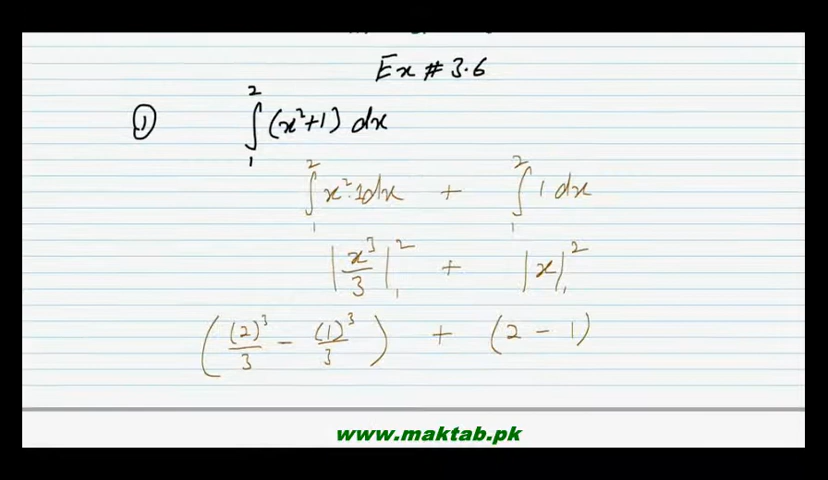 Ex # 3.6
① ∫₁² (x²+1) dx
∫₁² x²·1dx + ∫₁² 1 dx
|x³/3|₁² + |x|₁²
((2)³/3 − (1)³/3) + (2 − 1)
www.maktab.pk